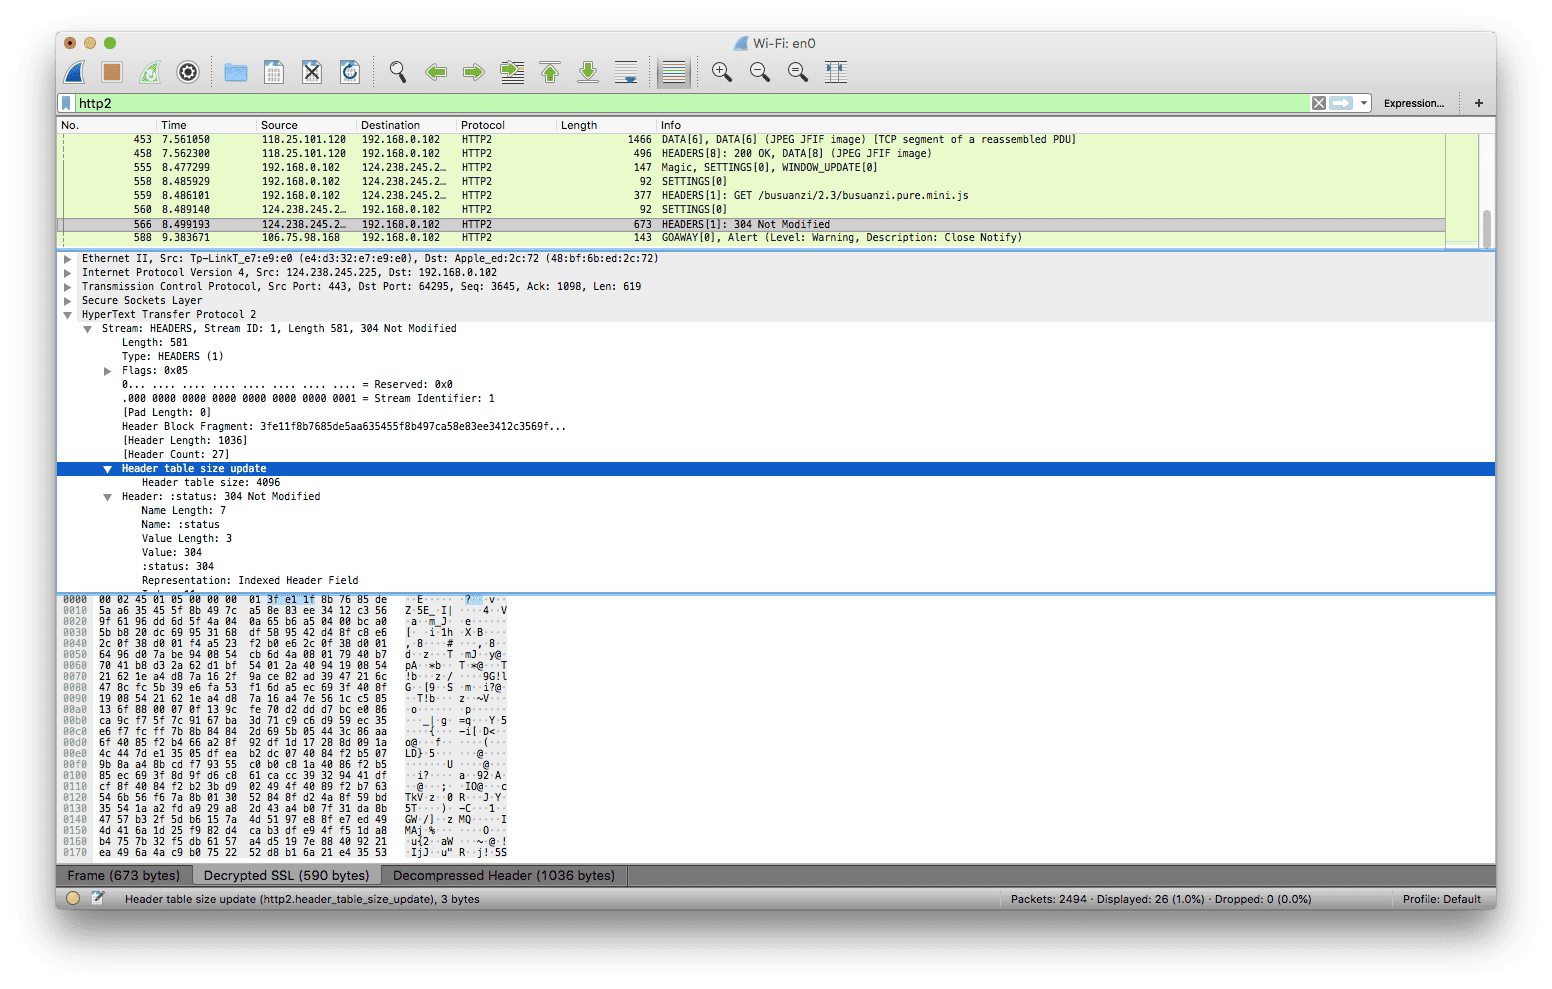 Wi-Fi: en0
http2
Expression...
+
No. Time Source Destination Protocol Length Info
453 7.561050 118.25.101.120 192.168.0.102 HTTP2 1466 DATA[6], DATA[6] (JPEG JFIF image) [TCP segment of a reassembled PDU]
458 7.562300 118.25.101.120 192.168.0.102 HTTP2 496 HEADERS[8]: 200 OK, DATA[8] (JPEG JFIF image)
555 8.477299 192.168.0.102 124.238.245.2… HTTP2 147 Magic, SETTINGS[0], WINDOW_UPDATE[0]
558 8.485929 192.168.0.102 124.238.245.2… HTTP2 92 SETTINGS[0]
559 8.486101 192.168.0.102 124.238.245.2… HTTP2 377 HEADERS[1]: GET /busuanzi/2.3/busuanzi.pure.mini.js
560 8.489140 124.238.245.2… 192.168.0.102 HTTP2 92 SETTINGS[0]
566 8.499193 124.238.245.2… 192.168.0.102 HTTP2 673 HEADERS[1]: 304 Not Modified
588 9.383671 106.75.98.168 192.168.0.102 HTTP2 143 GOAWAY[0], Alert (Level: Warning, Description: Close Notify)
Ethernet II, Src: Tp-LinkT_e7:e9:e0 (e4:d3:32:e7:e9:e0), Dst: Apple_ed:2c:72 (48:bf:6b:ed:2c:72)
Internet Protocol Version 4, Src: 124.238.245.225, Dst: 192.168.0.102
Transmission Control Protocol, Src Port: 443, Dst Port: 64295, Seq: 3645, Ack: 1098, Len: 619
Secure Sockets Layer
HyperText Transfer Protocol 2
Stream: HEADERS, Stream ID: 1, Length 581, 304 Not Modified
Length: 581
Type: HEADERS (1)
Flags: 0x05
0... .... .... .... .... .... .... .... = Reserved: 0x0
.000 0000 0000 0000 0000 0000 0000 0001 = Stream Identifier: 1
[Pad Length: 0]
Header Block Fragment: 3fe11f8b7685de5aa635455f8b497ca58e83ee3412c3569f...
[Header Length: 1036]
[Header Count: 27]
Header table size update
Header table size: 4096
Header: :status: 304 Not Modified
Name Length: 7
Name: :status
Value Length: 3
Value: 304
:status: 304
Representation: Indexed Header Field
0000 00 02 45 01 05 00 00 00 01 3f e1 1f 8b 76 85 de
0010 5a a6 35 45 5f 8b 49 7c a5 8e 83 ee 34 12 c3 56
0020 9f 61 96 dd 6d 5f 4a 04 0a 65 b6 a5 04 00 bc a0
0030 5b b8 20 dc 69 95 31 68 df 58 95 42 d4 8f c8 e6
0040 2c 0f 38 d0 01 f4 a5 23 f2 b0 e6 2c 0f 38 d0 01
0050 64 96 d0 7a be 94 08 54 cb 6d 4a 08 01 79 40 b7
0060 70 41 b8 d3 2a 62 d1 bf 54 01 2a 40 94 19 08 54
0070 21 62 1e a4 d8 7a 16 2f 9a ce 82 ad 39 47 21 6c
0080 47 8c fc 5b 39 e6 fa 53 f1 6d a5 ec 69 3f 40 8f
0090 19 08 54 21 62 1e a4 d8 7a 16 a4 7e 56 1c c5 85
00a0 13 6f 88 00 07 0f 13 9c fe 70 d2 dd d7 bc e0 86
00b0 ca 9c f7 5f 7c 91 67 ba 3d 71 c9 c6 d9 59 ec 35
00c0 e6 f7 fc ff 7b 8b 84 84 2d 69 5b 05 44 3c 86 aa
00d0 6f 40 85 f2 b4 66 a2 8f 92 df 1d 17 28 8d 09 1a
00e0 4c 44 7d e1 35 05 df ea b2 dc 07 40 84 f2 b5 07
00f0 9b 8a a4 8b cd f7 93 55 c0 b0 c8 1a 40 86 f2 b5
0100 85 ec 69 3f 8d 9f d6 c8 61 ca cc 39 32 94 41 df
0110 cf 8f 40 84 f2 b2 3b d9 02 49 4f 40 89 f2 b7 63
0120 54 6b 56 f6 7a 8b 01 30 52 84 8f d2 4a 8f 59 bd
0130 35 54 1a a2 fd a9 29 a8 2d 43 a4 b0 7f 31 da 8b
0140 47 57 b3 2f 5d b6 15 7a 4d 51 97 e8 8f e7 ed 49
0150 4d 41 6a 1d 25 f9 82 d4 ca b3 df e9 4f f5 1d a8
0160 b4 75 7b 32 f5 db 61 57 a4 d5 19 7e 88 40 92 21
0170 ea 49 6a 4a c9 b0 75 22 52 d8 b1 6a 21 e4 35 53
Frame (673 bytes) Decrypted SSL (590 bytes) Decompressed Header (1036 bytes)
Header table size update (http2.header_table_size_update), 3 bytes
Packets: 2494 · Displayed: 26 (1.0%) · Dropped: 0 (0.0%)
Profile: Default